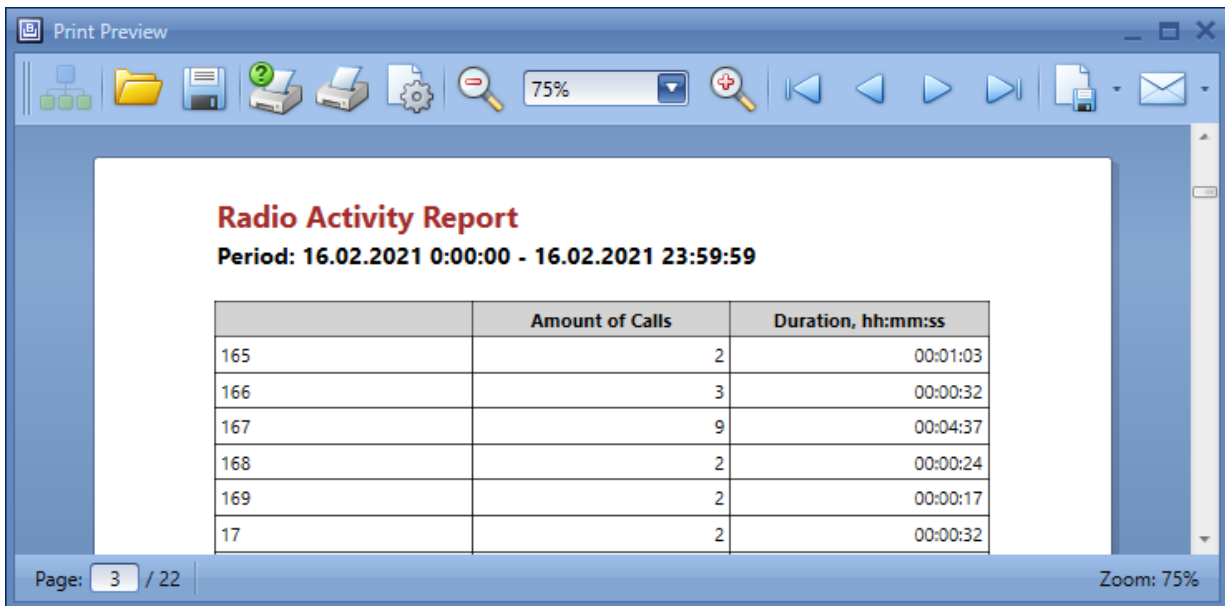 Print Preview
75%
Radio Activity Report
Period: 16.02.2021 0:00:00 - 16.02.2021 23:59:59
Amount of Calls Duration, hh:mm:ss
165 2 00:01:03
166 3 00:00:32
167 9 00:04:37
168 2 00:00:24
169 2 00:00:17
17 2 00:00:32
Page: 3 / 22 Zoom: 75%